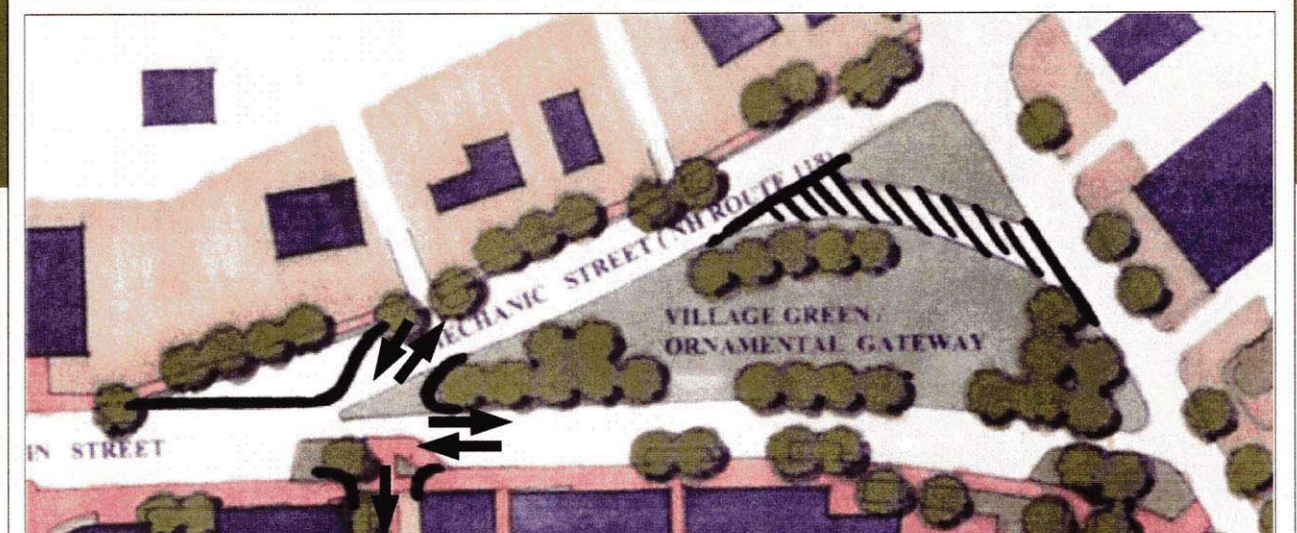 MECHANIC STREET (NH ROUTE 118)
VILLAGE GREEN /
ORNAMENTAL GATEWAY
IN STREET